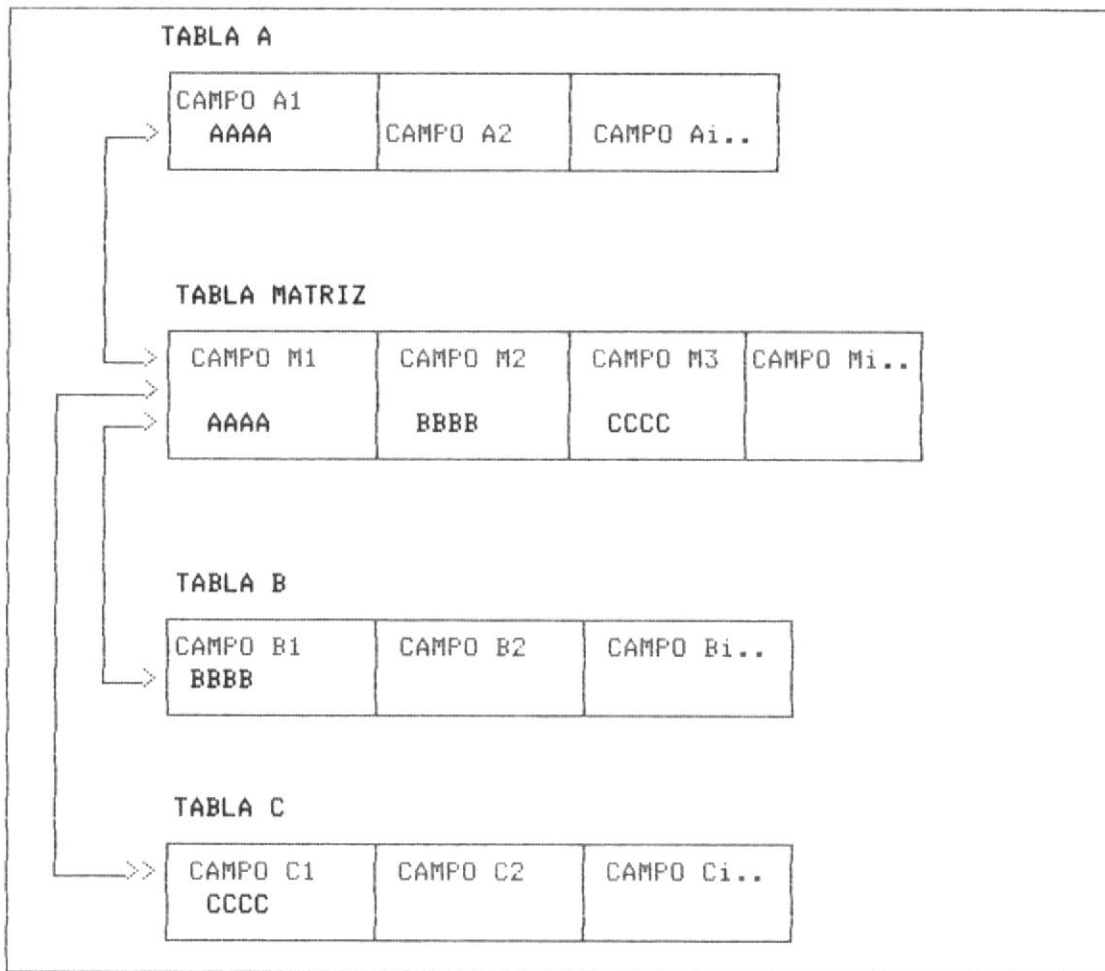 TABLA A
CAMPO A1
AAAA
CAMPO A2
CAMPO Ai..
TABLA MATRIZ
CAMPO M1
CAMPO M2
CAMPO M3
CAMPO Mi..
AAAA
BBBB
CCCC
TABLA B
CAMPO B1
CAMPO B2
CAMPO Bi..
BBBB
TABLA C
CAMPO C1
CAMPO C2
CAMPO Ci..
CCCC